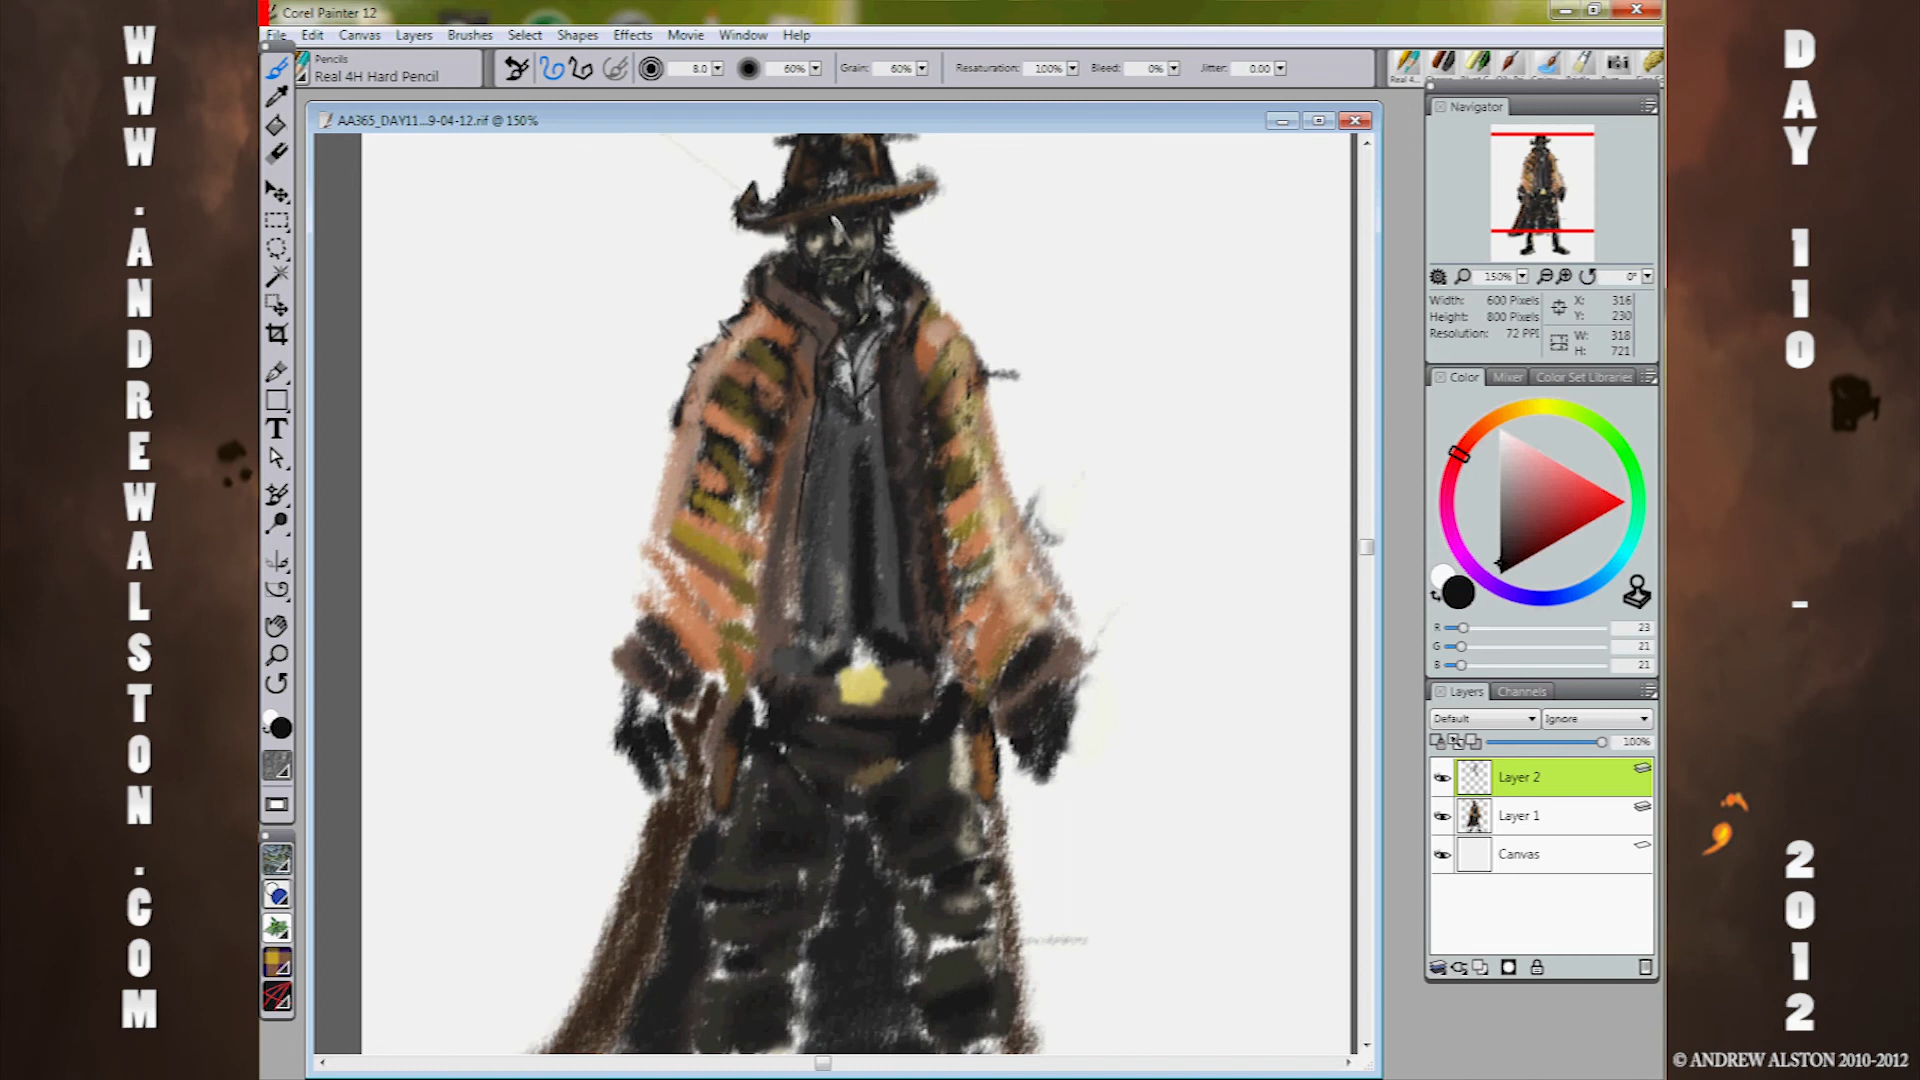 WWW.ANDREWALSTON.COM
Corel Painter 12
File Edit Canvas Layers Brushes Select Shapes Effects Movie Window Help
Pencils
Real 4H Hard Pencil
8.0
60%
Grain: 60%
Resaturation: 100%
Bleed: 0%
Jitter: 0.00
Real 4...
AA365_DAY11...9-04-12.rif @ 150%
Navigator
150%
0°
Width: 600 Pixels
Height: 800 Pixels
Resolution: 72 PPI
X: 316
Y: 230
W: 318
H: 721
Color Mixer Color Set Libraries
R 23
G 21
B 21
Layers Channels
Default Ignore
100%
Layer 2
Layer 1
Canvas
T
DAY 110 - 2012
© ANDREW ALSTON 2010-2012